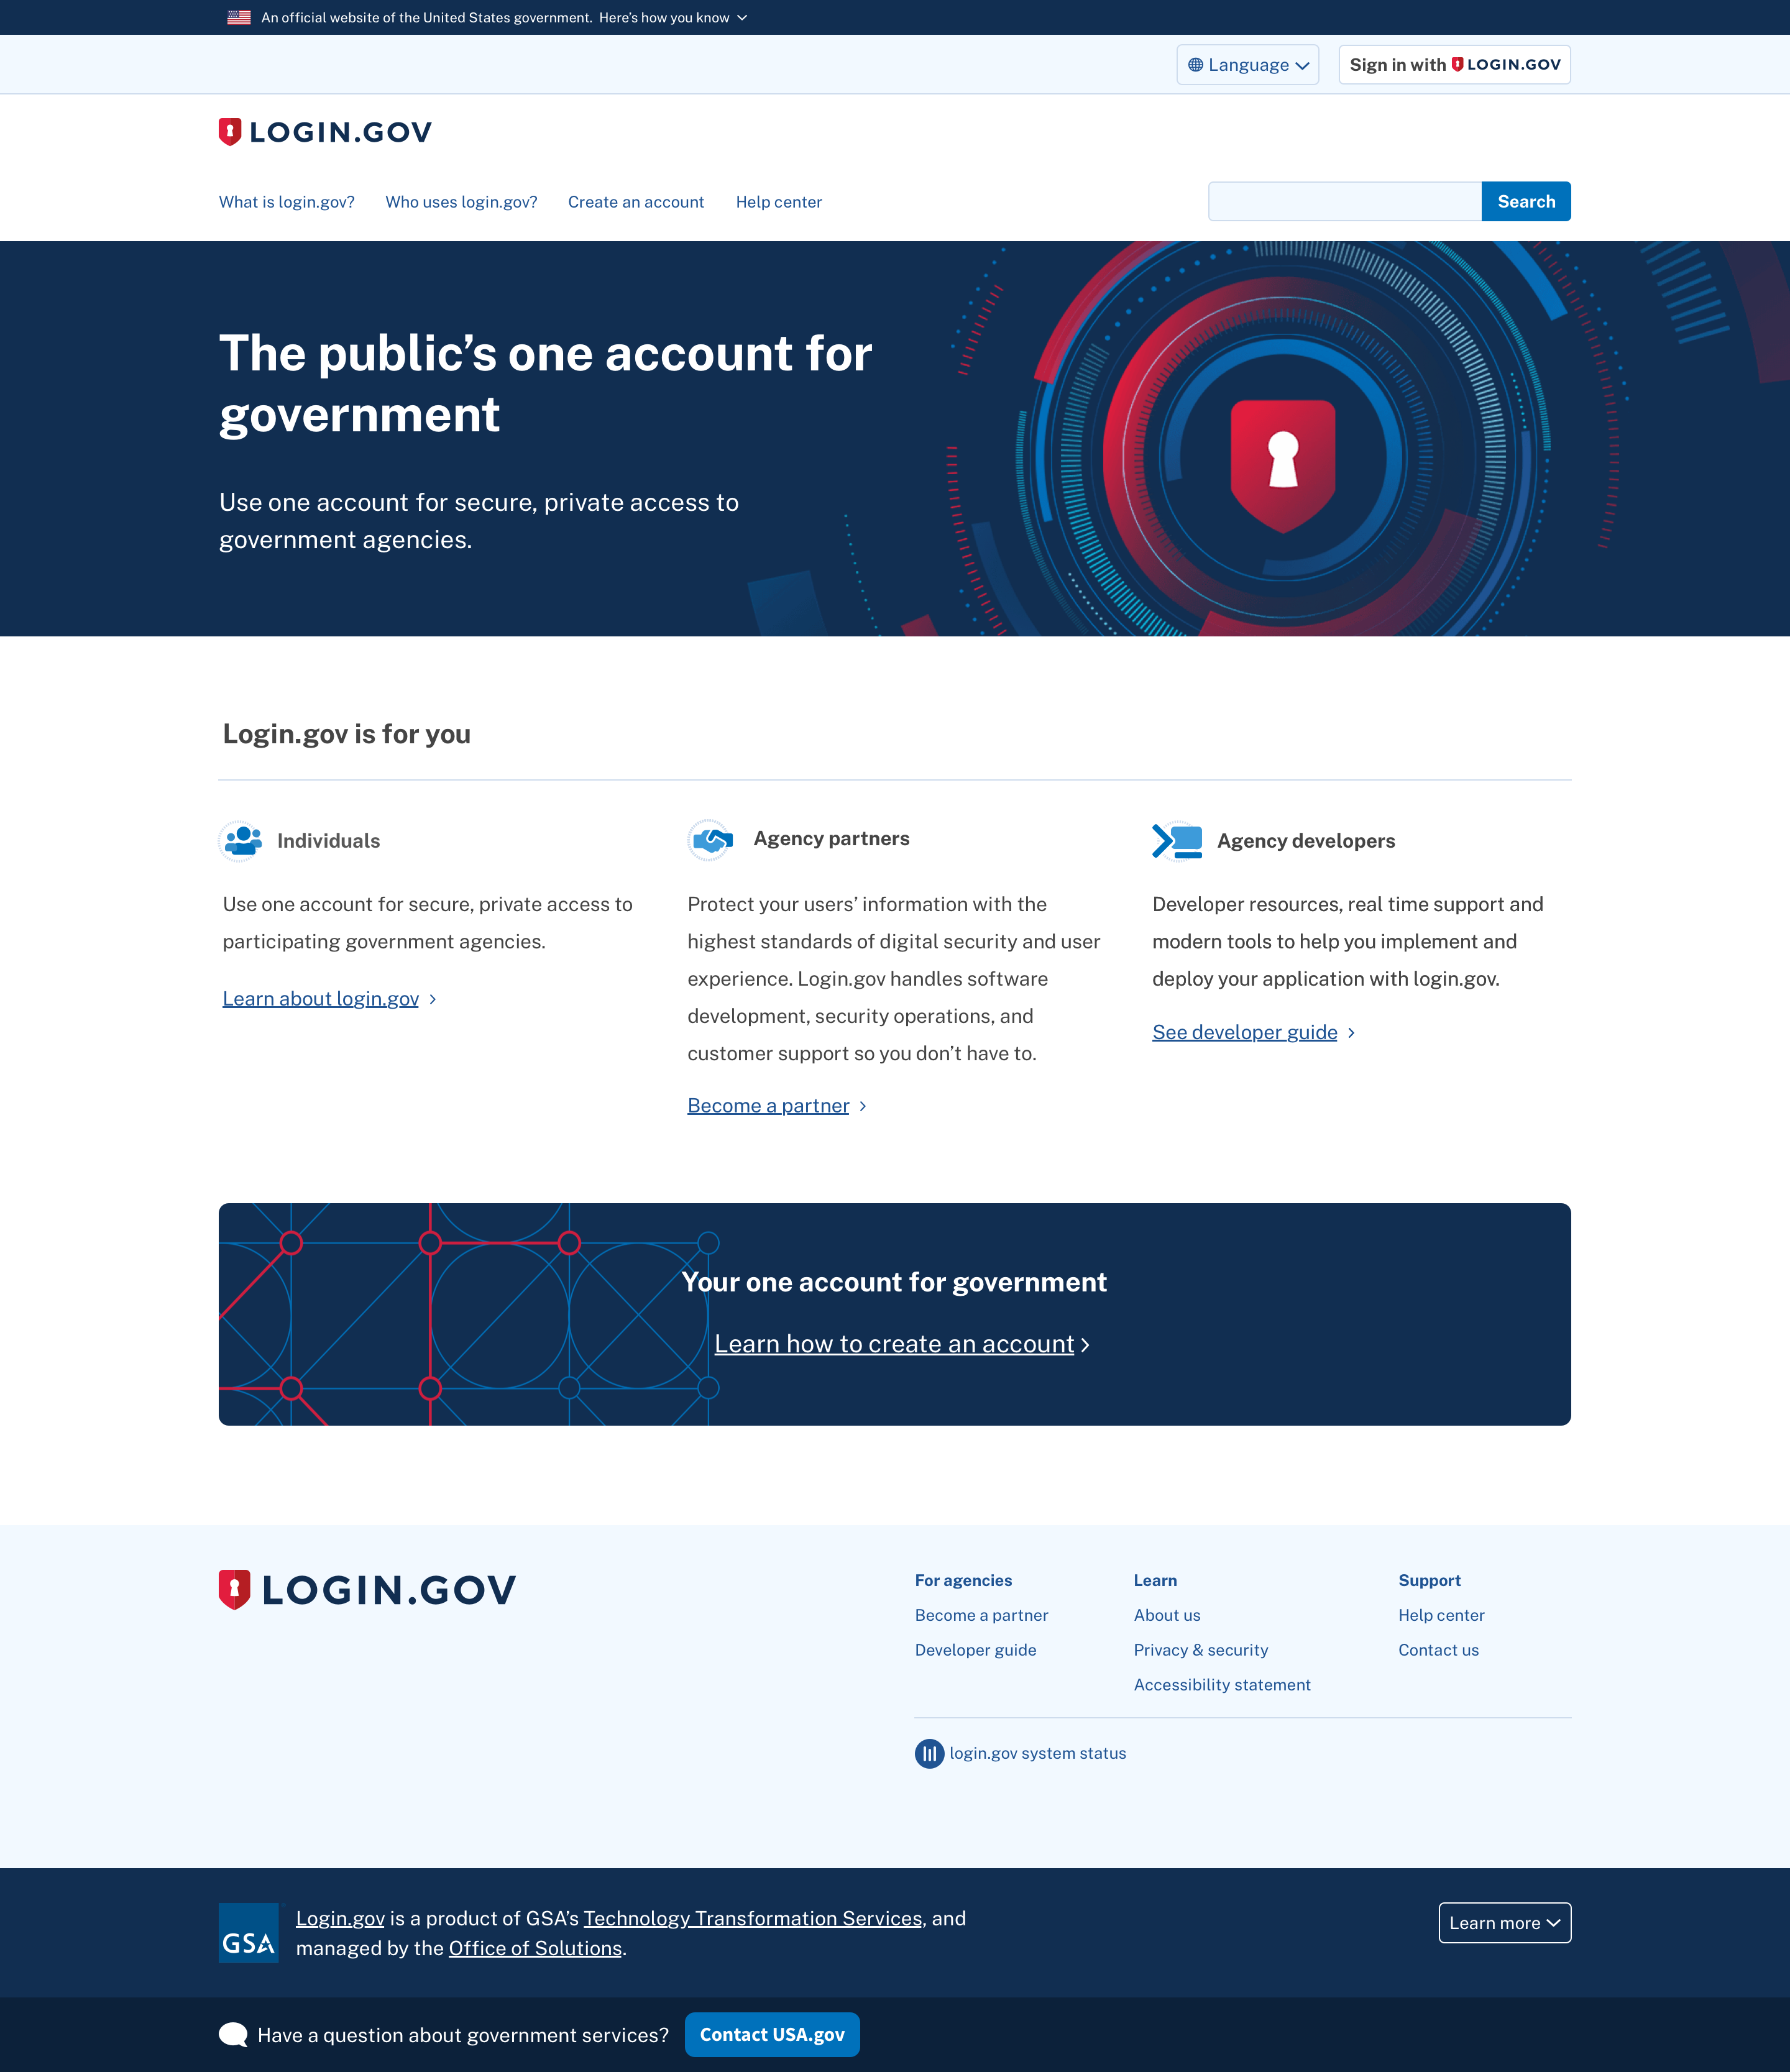 An official website of the United States government. Here’s how you know
Language
Sign in with LOGIN.GOV
LOGIN.GOV
What is login.gov?
Who uses login.gov?
Create an account
Help center
Search
The public’s one account for
government
Use one account for secure, private access to
government agencies.
Login.gov is for you
Individuals
Use one account for secure, private access to
participating government agencies.
Learn about login.gov
Agency partners
Protect your users’ information with the
highest standards of digital security and user
experience. Login.gov handles software
development, security operations, and
customer support so you don’t have to.
Become a partner
Agency developers
Developer resources, real time support and
modern tools to help you implement and
deploy your application with login.gov.
See developer guide
Your one account for government
Learn how to create an account
LOGIN.GOV
For agencies
Become a partner
Developer guide
Learn
About us
Privacy & security
Accessibility statement
Support
Help center
Contact us
login.gov system status
GSA
Login.gov is a product of GSA’s Technology Transformation Services, and
managed by the Office of Solutions.
Learn more
Have a question about government services?
Contact USA.gov